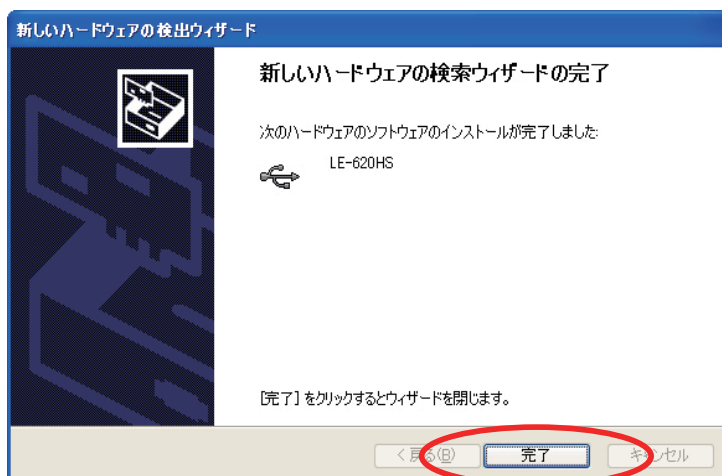 新しいハードウェアの検出ウィザード
新しいハードウェアの検索ウィザードの完了
次のハードウェアのソフトウェアのインストールが完了しました:
LE-620HS
[完了] をクリックするとウィザードを閉じます。
< 戻る(B) 完了 キャンセル